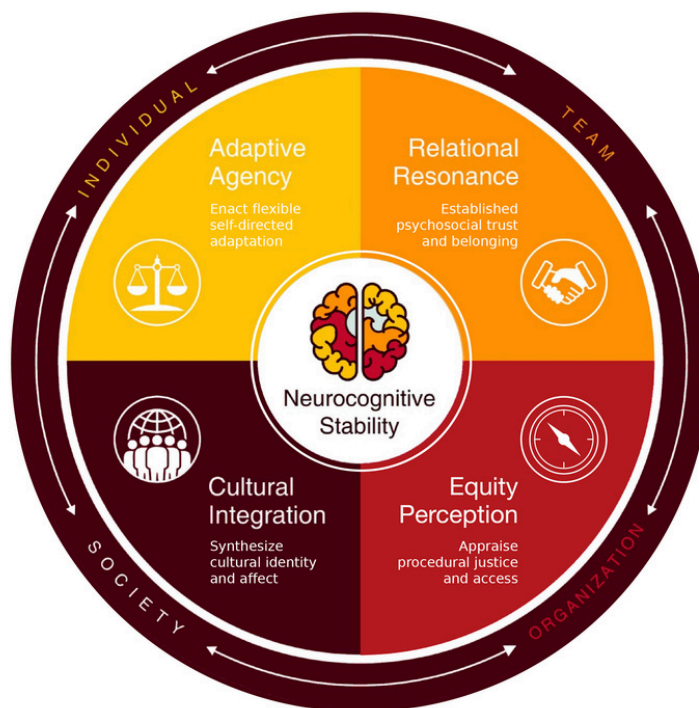 INDIVIDUAL
TEAM
Adaptive
Agency
Enact flexible
self-directed
adaptation
Relational
Resonance
Established
psychosocial trust
and belonging
Neurocognitive
Stability
Cultural
Integration
Synthesize
cultural identity
and affect
Equity
Perception
Appraise
procedural justice
and access
SOCIETY
ORGANIZATION